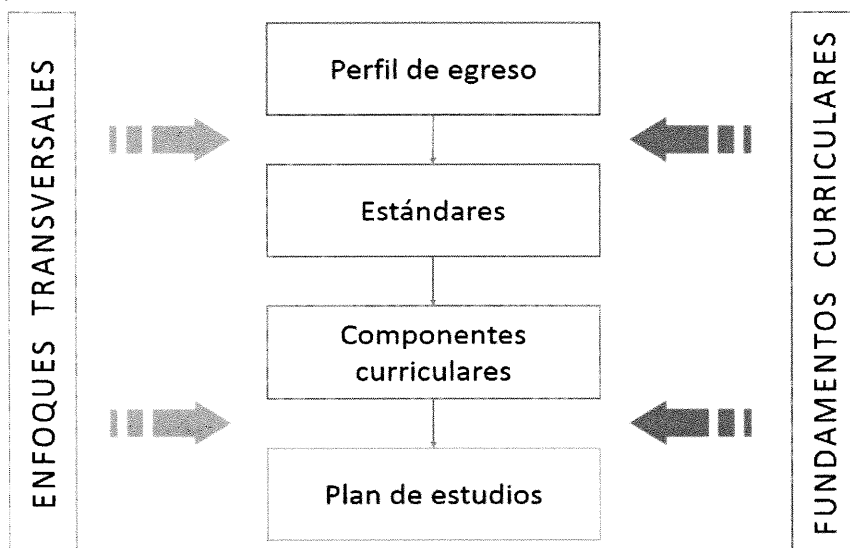 ENFOQUES TRANSVERSALES
Perfil de egreso
Estándares
Componentes
curriculares
Plan de estudios
FUNDAMENTOS CURRICULARES